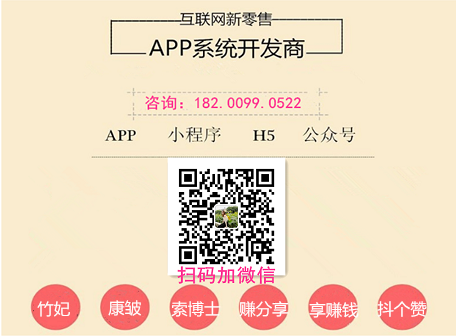 互联网新零售
APP系统开发商
咨询：182.0099.0522
APP 小程序 H5 公众号
扫码加微信
竹妃 康皱 索博士 赚分享 享赚钱 抖个赞